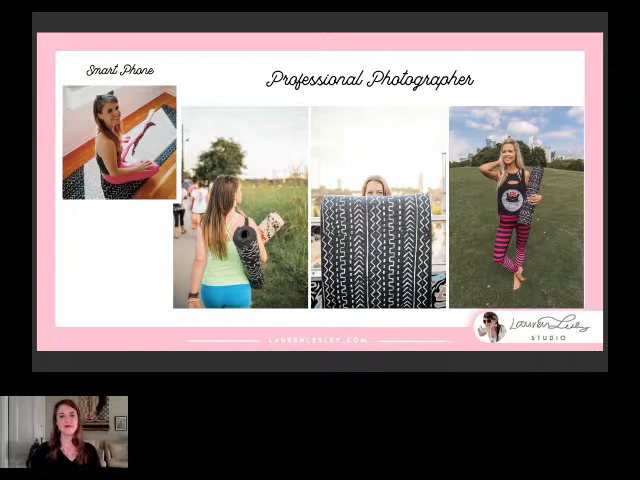 Smart Phone
Professional Photographer
LAURENLESLEY.COM
Lauren Lesley
STUDIO